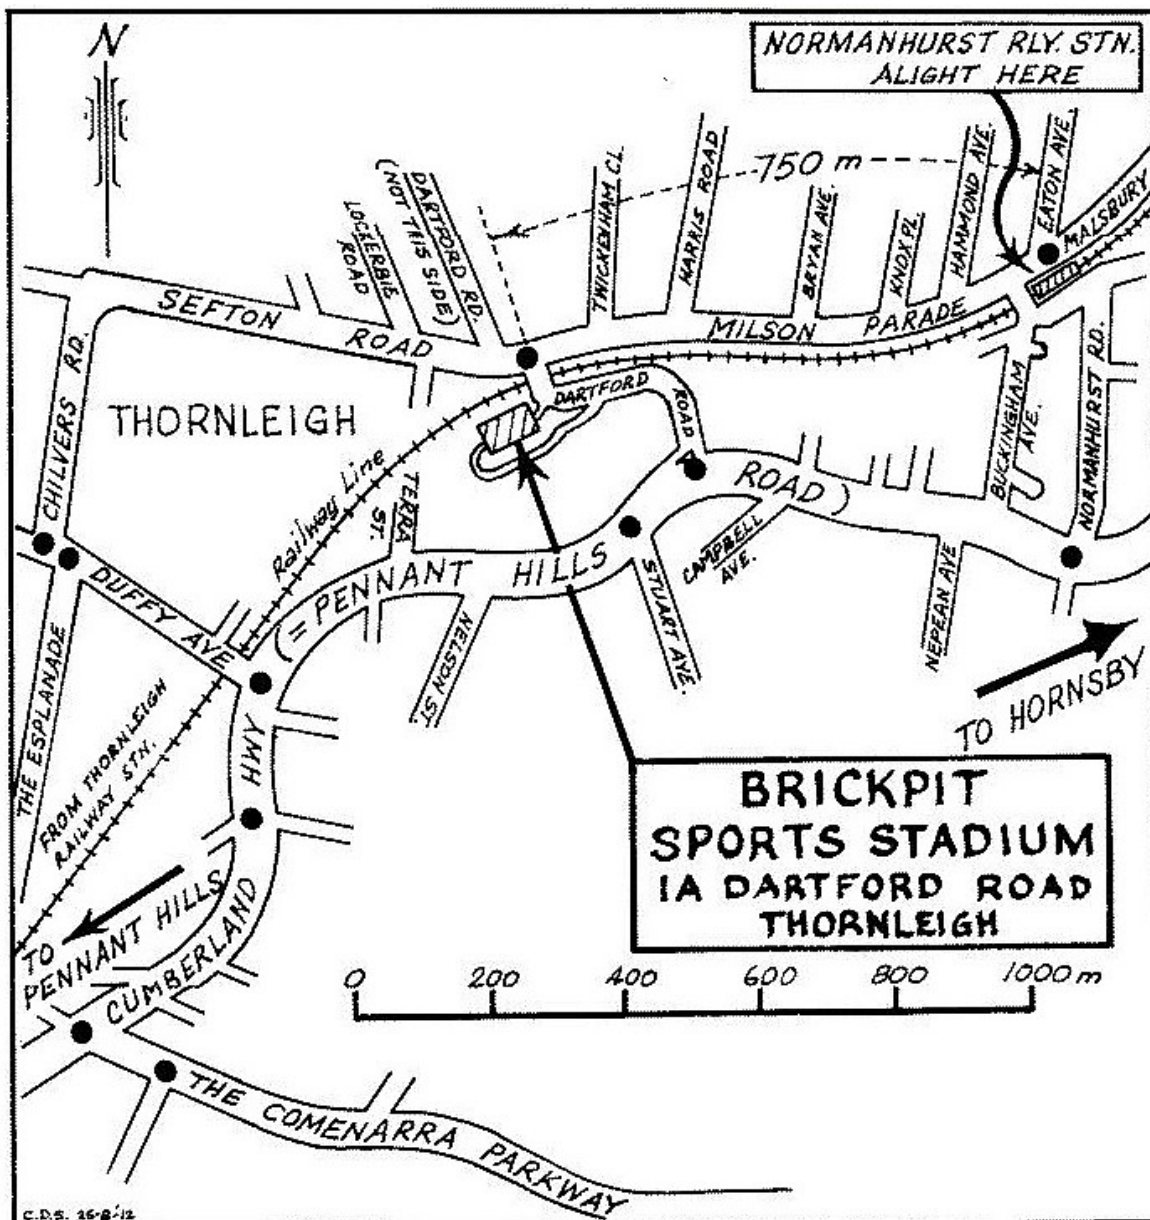 N
NORMANHURST RLY. STN.
ALIGHT HERE
750 m
DARTFORD RD.
(NOT THIS SIDE)
LOCKERBIE
ROAD
TWICKENHAM CL.
HARRIS ROAD
BRYAN AVE.
KNOX PL.
HAMMOND AVE.
EATON AVE.
MALSBURY
SEFTON ROAD
MILSON PARADE
CHILVERS RD.
THORNLEIGH
DARTFORD ROAD
Railway Line
TERRA
ST.
BUCKINGHAM
AVE.
NORMANHURST RD.
DUFFY AVE
(= PENNANT HILLS ROAD)
CAMPBELL
AVE.
STUART AVE.
NELSON ST
NEPEAN AVE
THE ESPLANADE
FROM THORNLEIGH
RAILWAY STN.
HWY
TO HORNSBY
BRICKPIT
SPORTS STADIUM
1A DARTFORD ROAD
THORNLEIGH
TO
PENNANT HILLS
CUMBERLAND
0 200 400 600 800 1000 m
THE COMENARRA PARKWAY
C.D.S. 26-8-'12